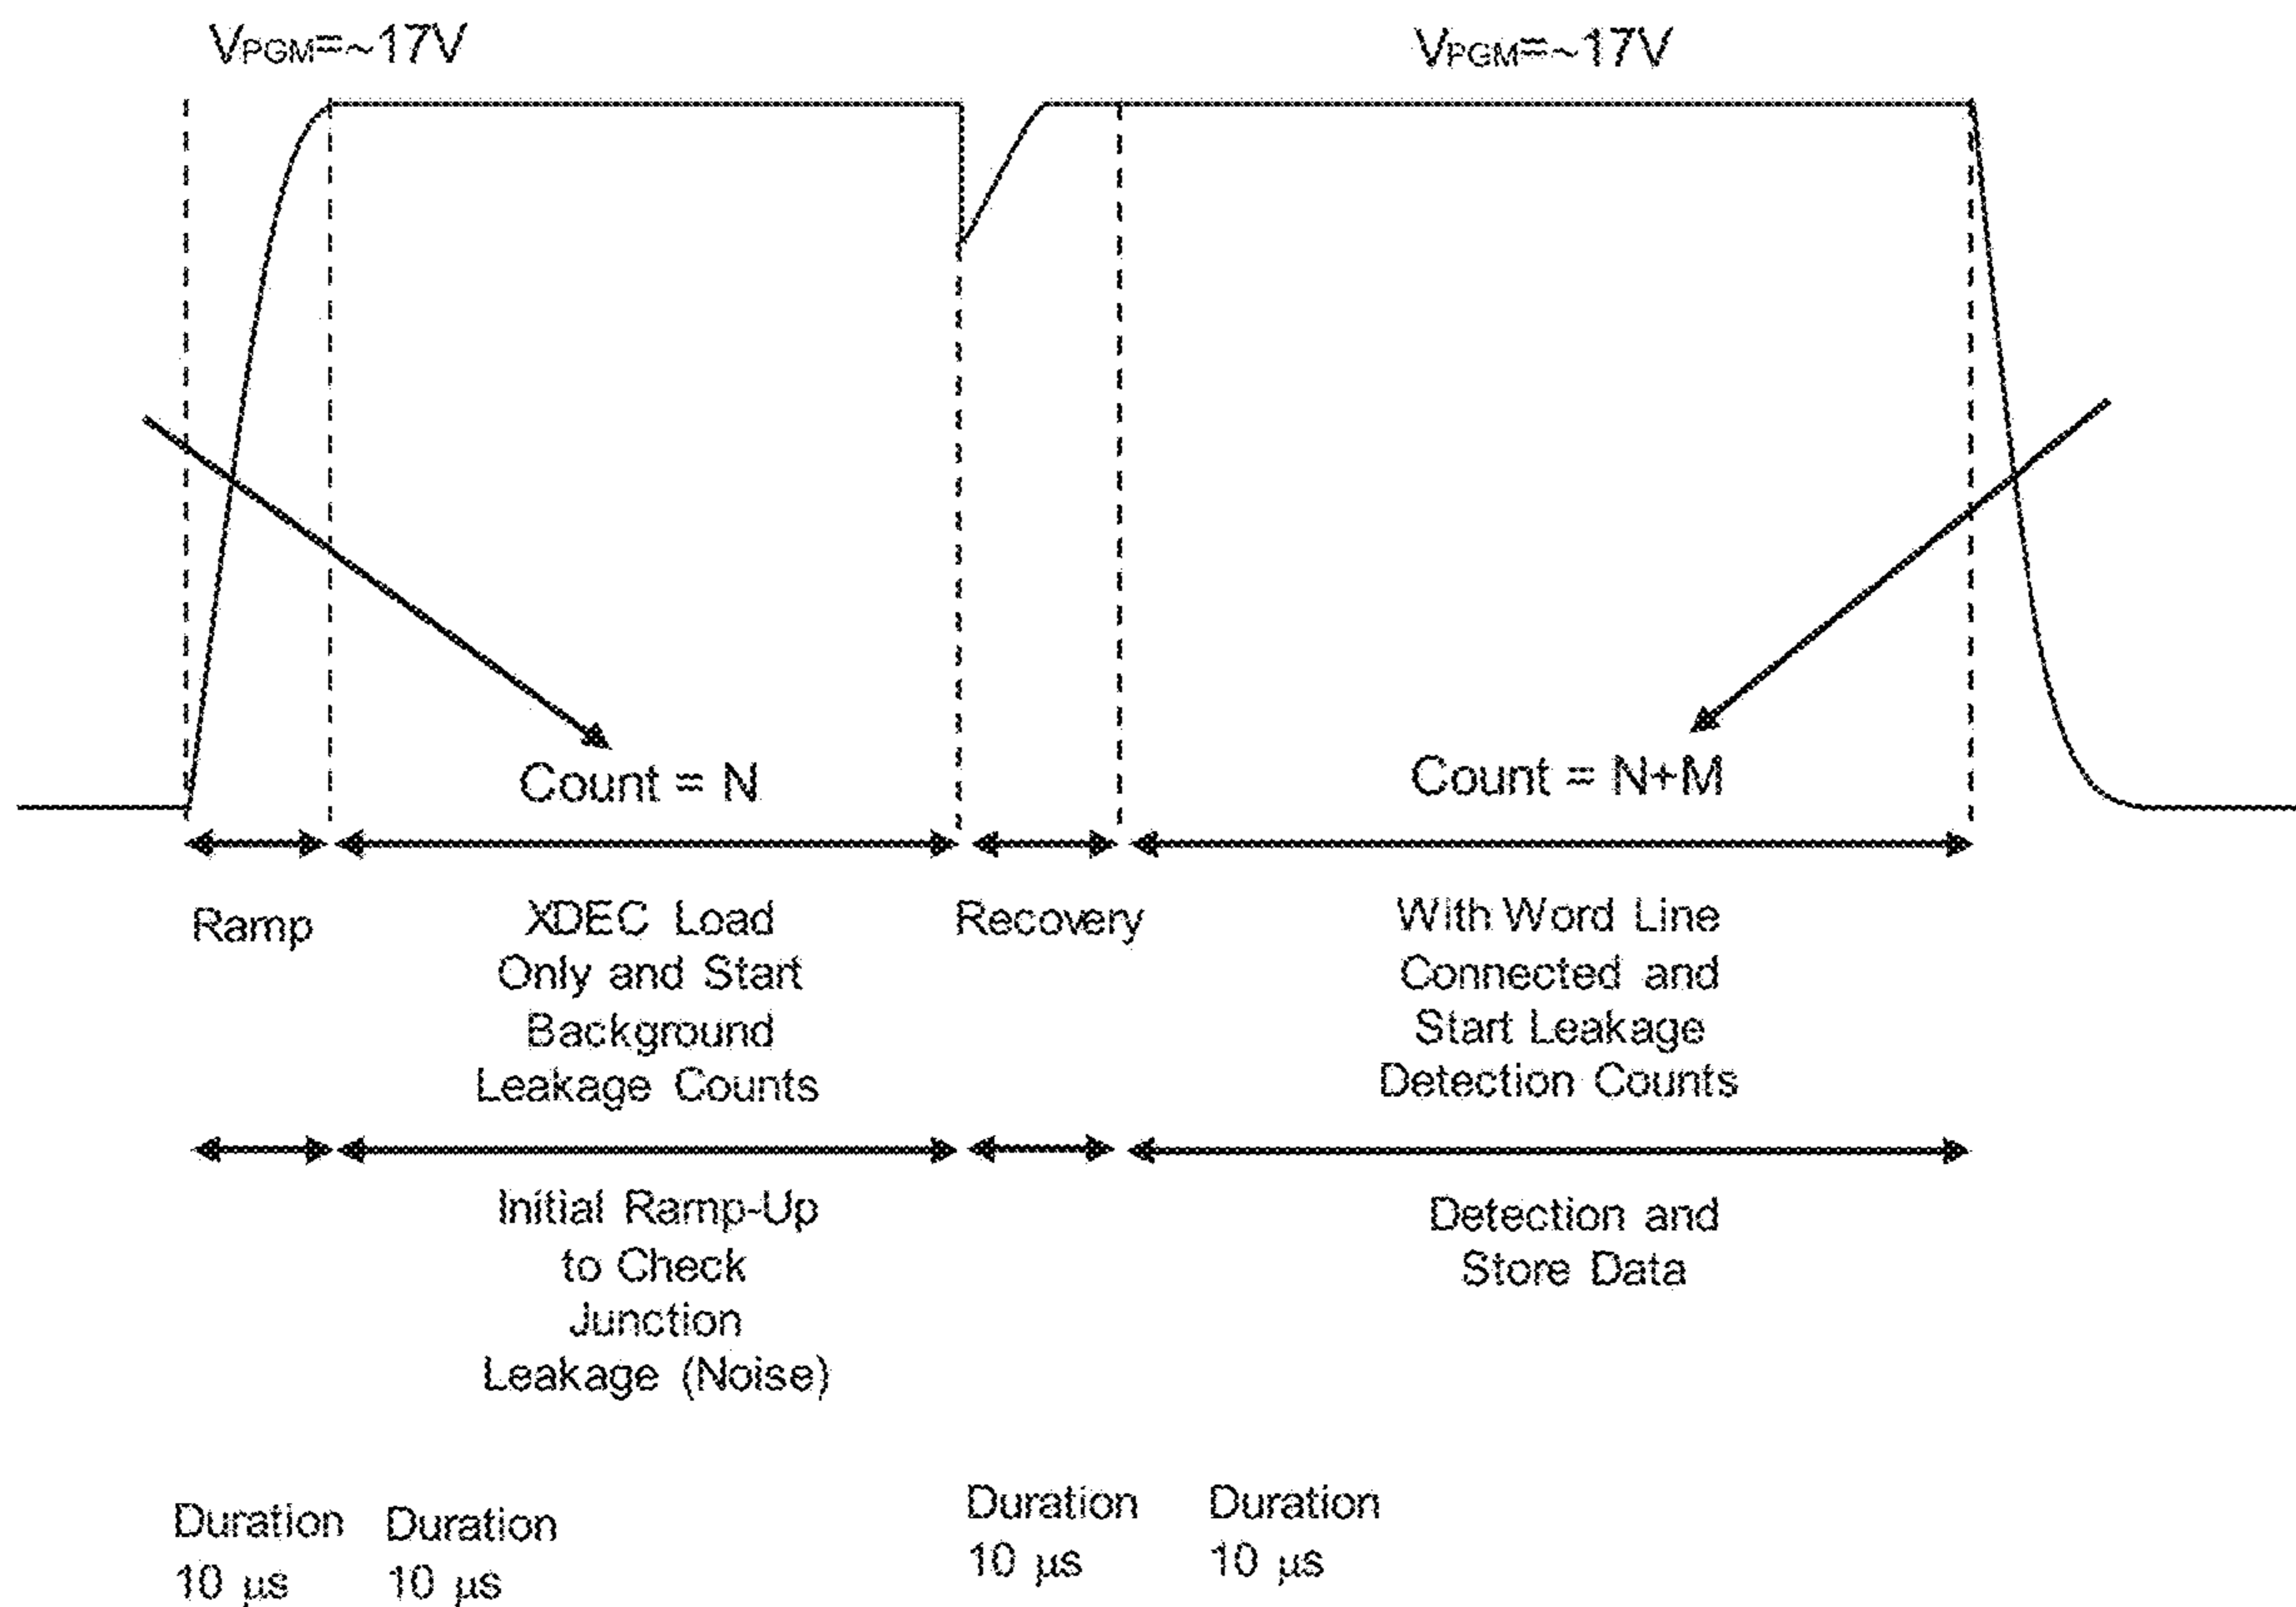 VPGM=~17V
VPGM=~17V
Count = N
Count = N+M
Ramp
XDEC Load
Only and Start
Background
Leakage Counts
Recovery
With Word Line
Connected and
Start Leakage
Detection Counts
Initial Ramp-Up
to Check
Junction
Leakage (Noise)
Detection and
Store Data
Duration
10 μs
Duration
10 μs
Duration
10 μs
Duration
10 μs